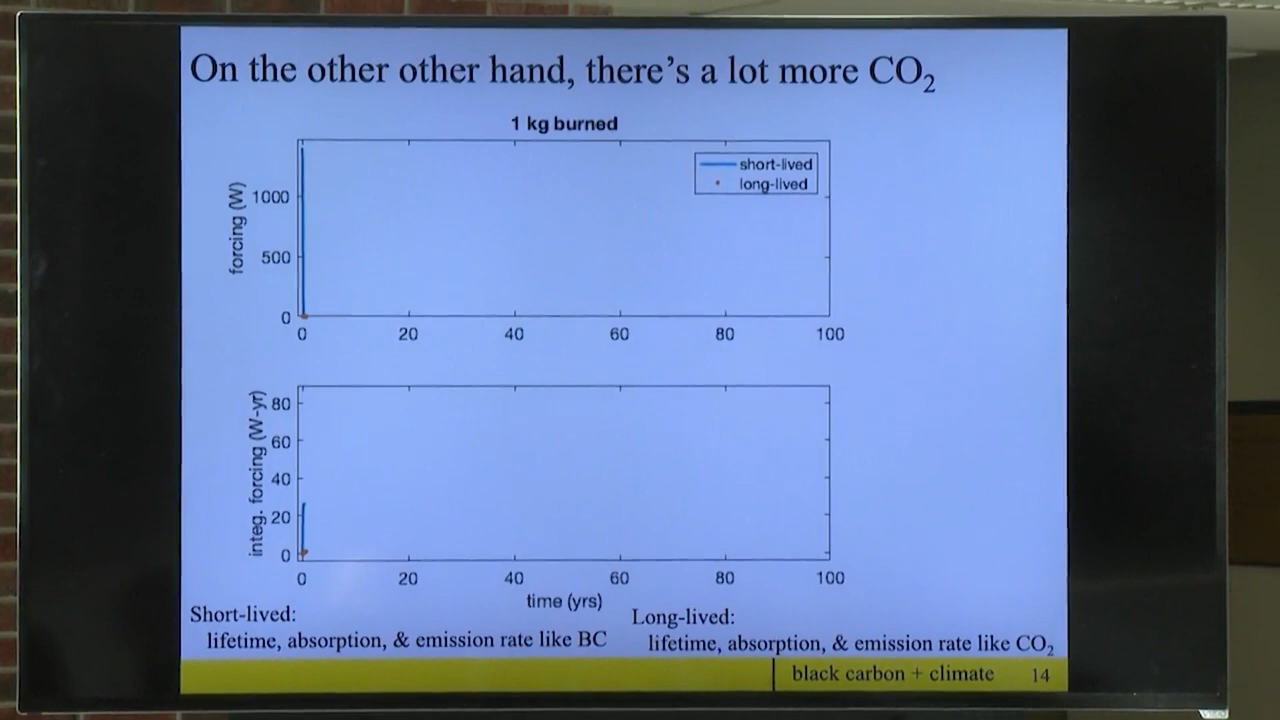 On the other other hand, there's a lot more CO₂
1 kg burned
short-lived
long-lived
forcing (W)
1000
500
0
0 20 40 60 80 100
integ. forcing (W-yr)
80
60
40
20
0
0 20 40 60 80 100
time (yrs)
Short-lived:
lifetime, absorption, & emission rate like BC
Long-lived:
lifetime, absorption, & emission rate like CO₂
black carbon + climate 14